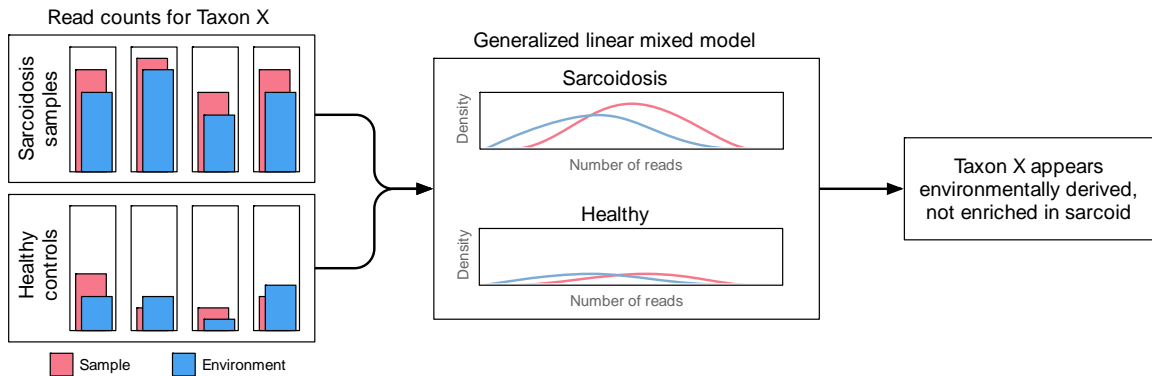 Read counts for Taxon X
Sarcoidosis
samples
Healthy
controls
Sample
Environment
Generalized linear mixed model
Sarcoidosis
Density
Number of reads
Healthy
Density
Number of reads
Taxon X appears
environmentally derived,
not enriched in sarcoid